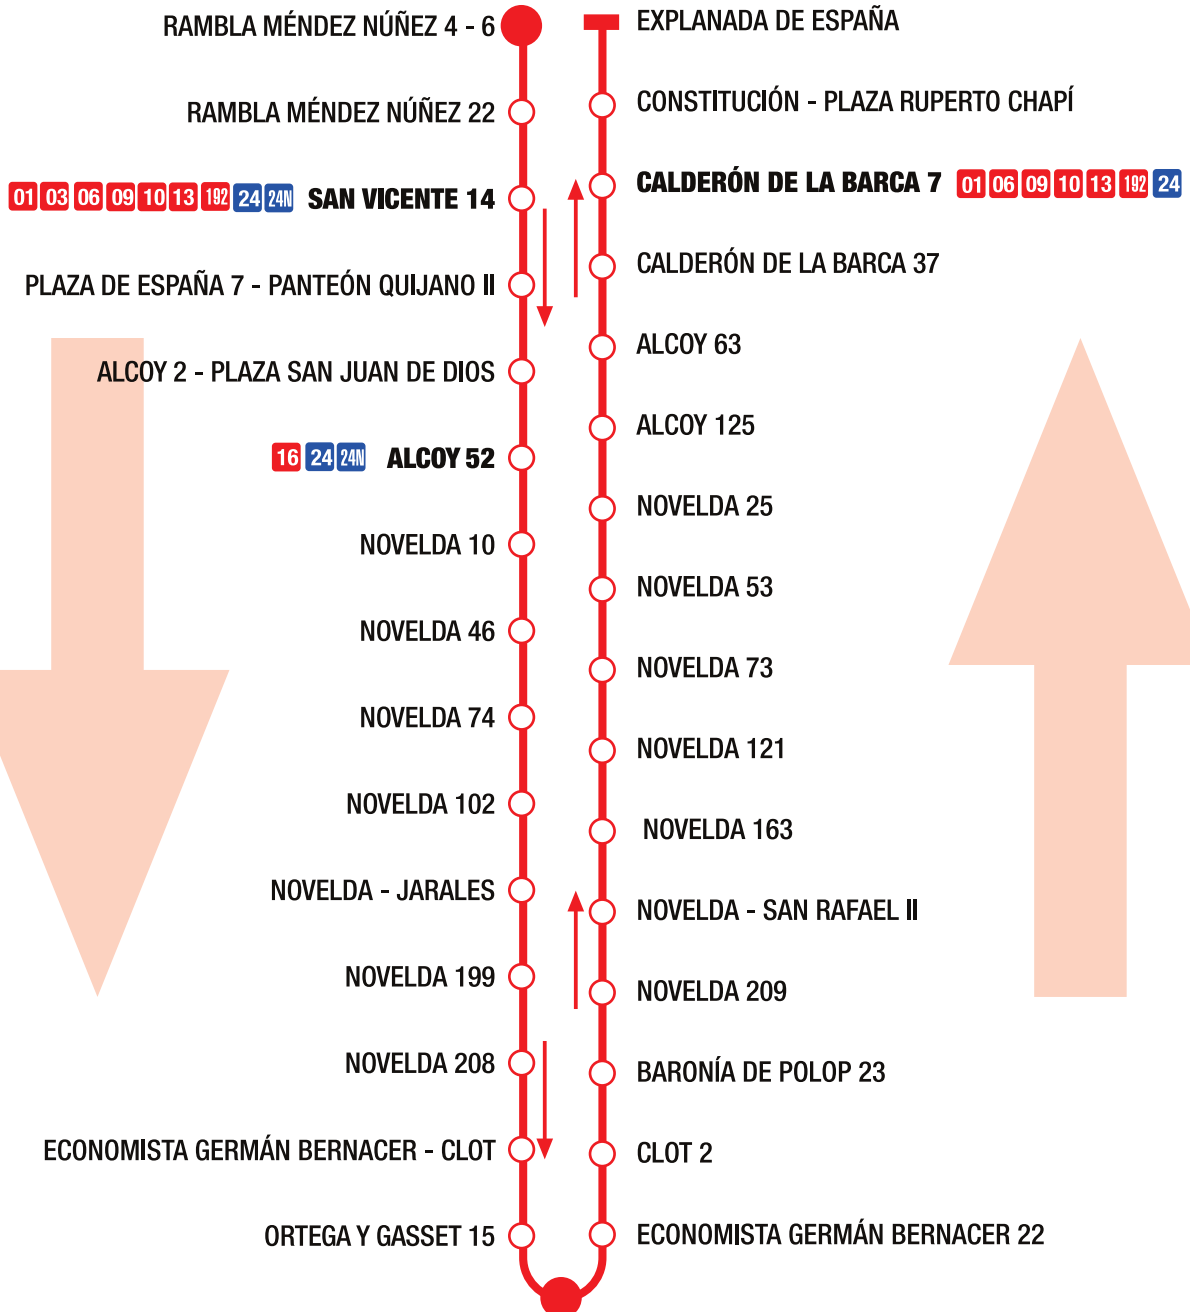 RAMBLA MÉNDEZ NÚÑEZ 4 - 6
RAMBLA MÉNDEZ NÚÑEZ 22
01 03 06 09 10 13 192 24 24N SAN VICENTE 14
PLAZA DE ESPAÑA 7 - PANTEÓN QUIJANO II
ALCOY 2 - PLAZA SAN JUAN DE DIOS
16 24 24N ALCOY 52
NOVELDA 10
NOVELDA 46
NOVELDA 74
NOVELDA 102
NOVELDA - JARALES
NOVELDA 199
NOVELDA 208
ECONOMISTA GERMÁN BERNACER - CLOT
ORTEGA Y GASSET 15
EXPLANADA DE ESPAÑA
CONSTITUCIÓN - PLAZA RUPERTO CHAPÍ
CALDERÓN DE LA BARCA 7 01 06 09 10 13 192 24
CALDERÓN DE LA BARCA 37
ALCOY 63
ALCOY 125
NOVELDA 25
NOVELDA 53
NOVELDA 73
NOVELDA 121
NOVELDA 163
NOVELDA - SAN RAFAEL II
NOVELDA 209
BARONÍA DE POLOP 23
CLOT 2
ECONOMISTA GERMÁN BERNACER 22